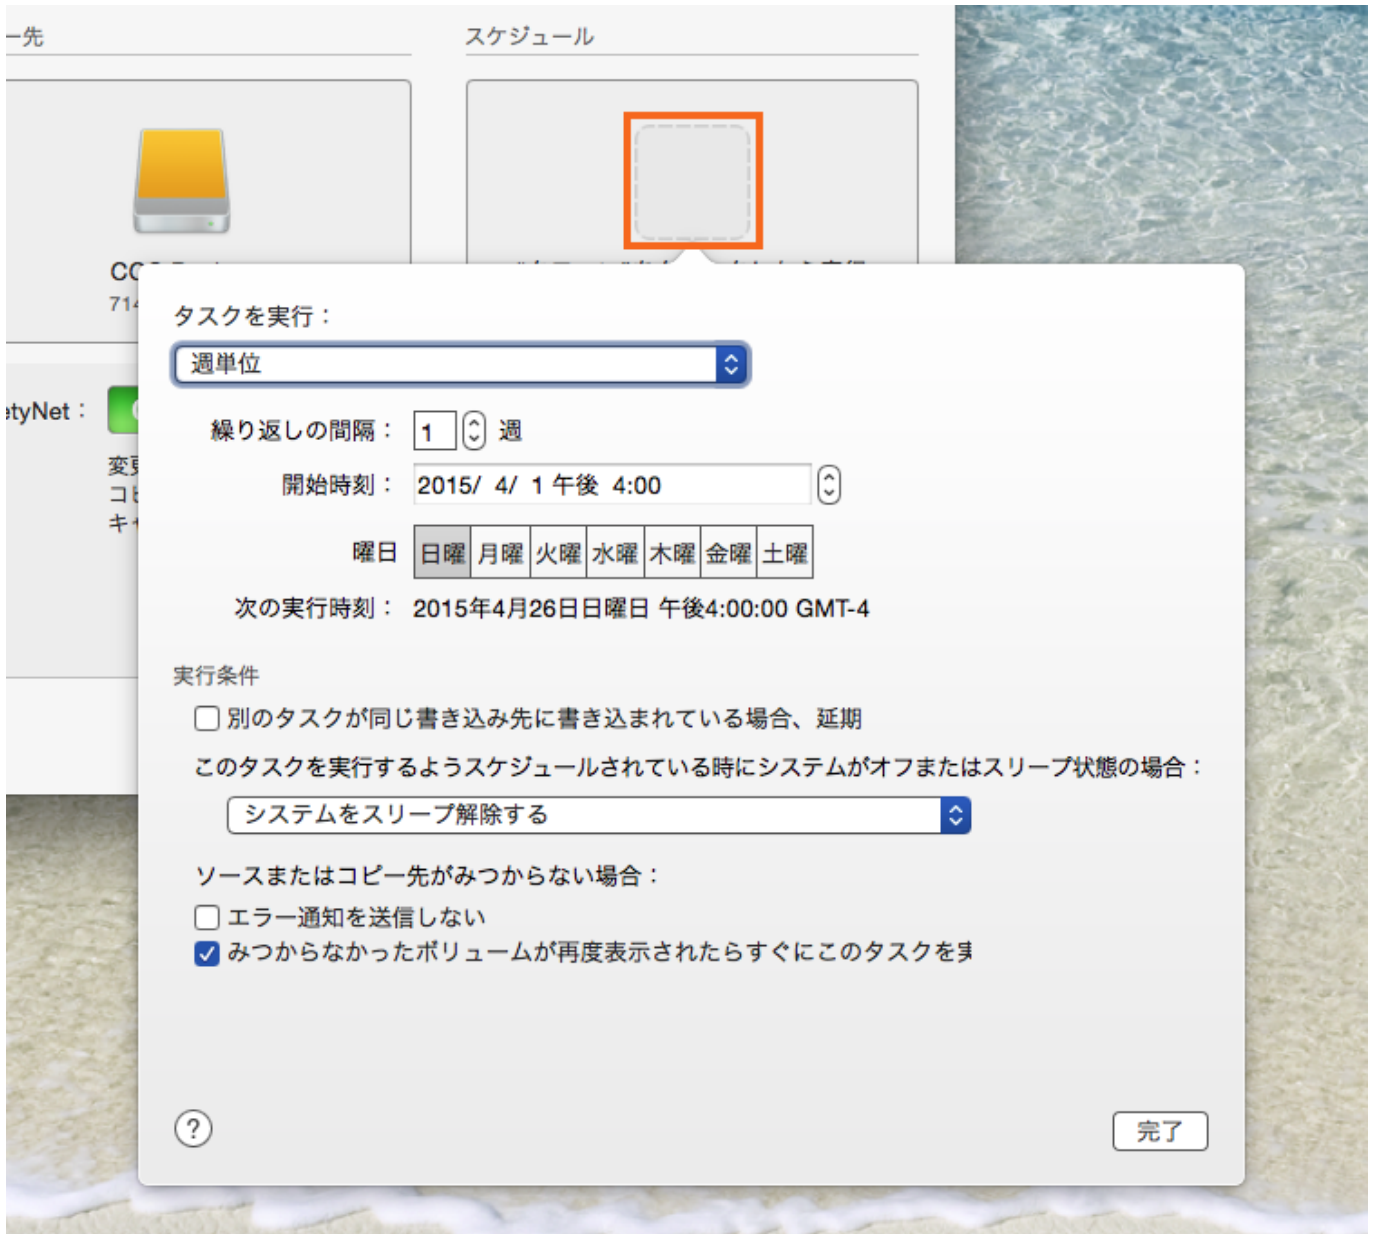 ー先
スケジュール
タスクを実行：
週単位
etyNet：
繰り返しの間隔： 1 週
開始時刻： 2015/ 4/ 1 午後 4:00
曜日 日曜 月曜 火曜 水曜 木曜 金曜 土曜
次の実行時刻： 2015年4月26日日曜日 午後4:00:00 GMT-4
実行条件
別のタスクが同じ書き込み先に書き込まれている場合、延期
このタスクを実行するようスケジュールされている時にシステムがオフまたはスリープ状態の場合：
システムをスリープ解除する
ソースまたはコピー先がみつからない場合：
エラー通知を送信しない
みつからなかったボリュームが再度表示されたらすぐにこのタスクを実
?
完了